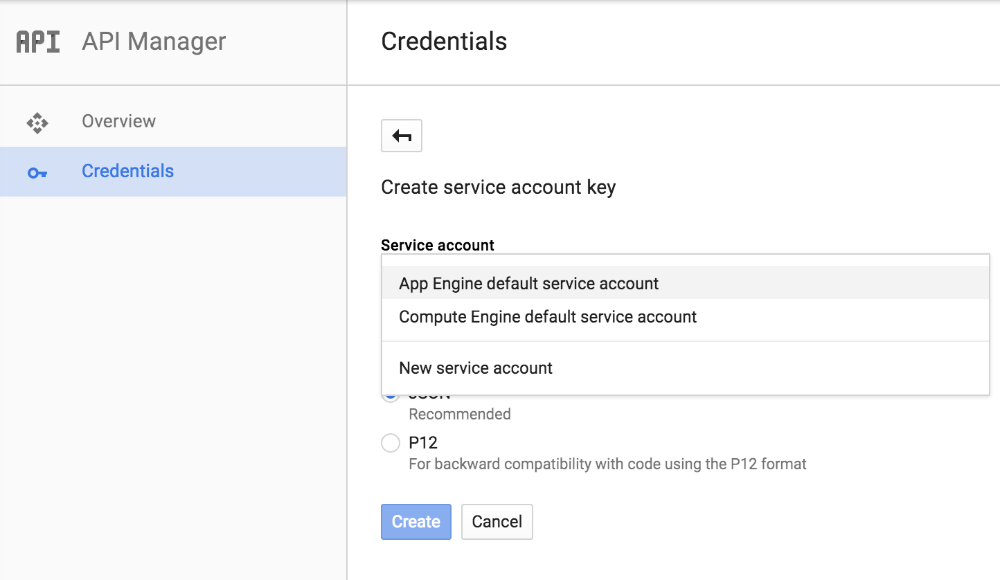 API API Manager
Credentials
Overview
Credentials
Create service account key
Service account
App Engine default service account
Compute Engine default service account
New service account
JSON
Recommended
P12
For backward compatibility with code using the P12 format
Create Cancel